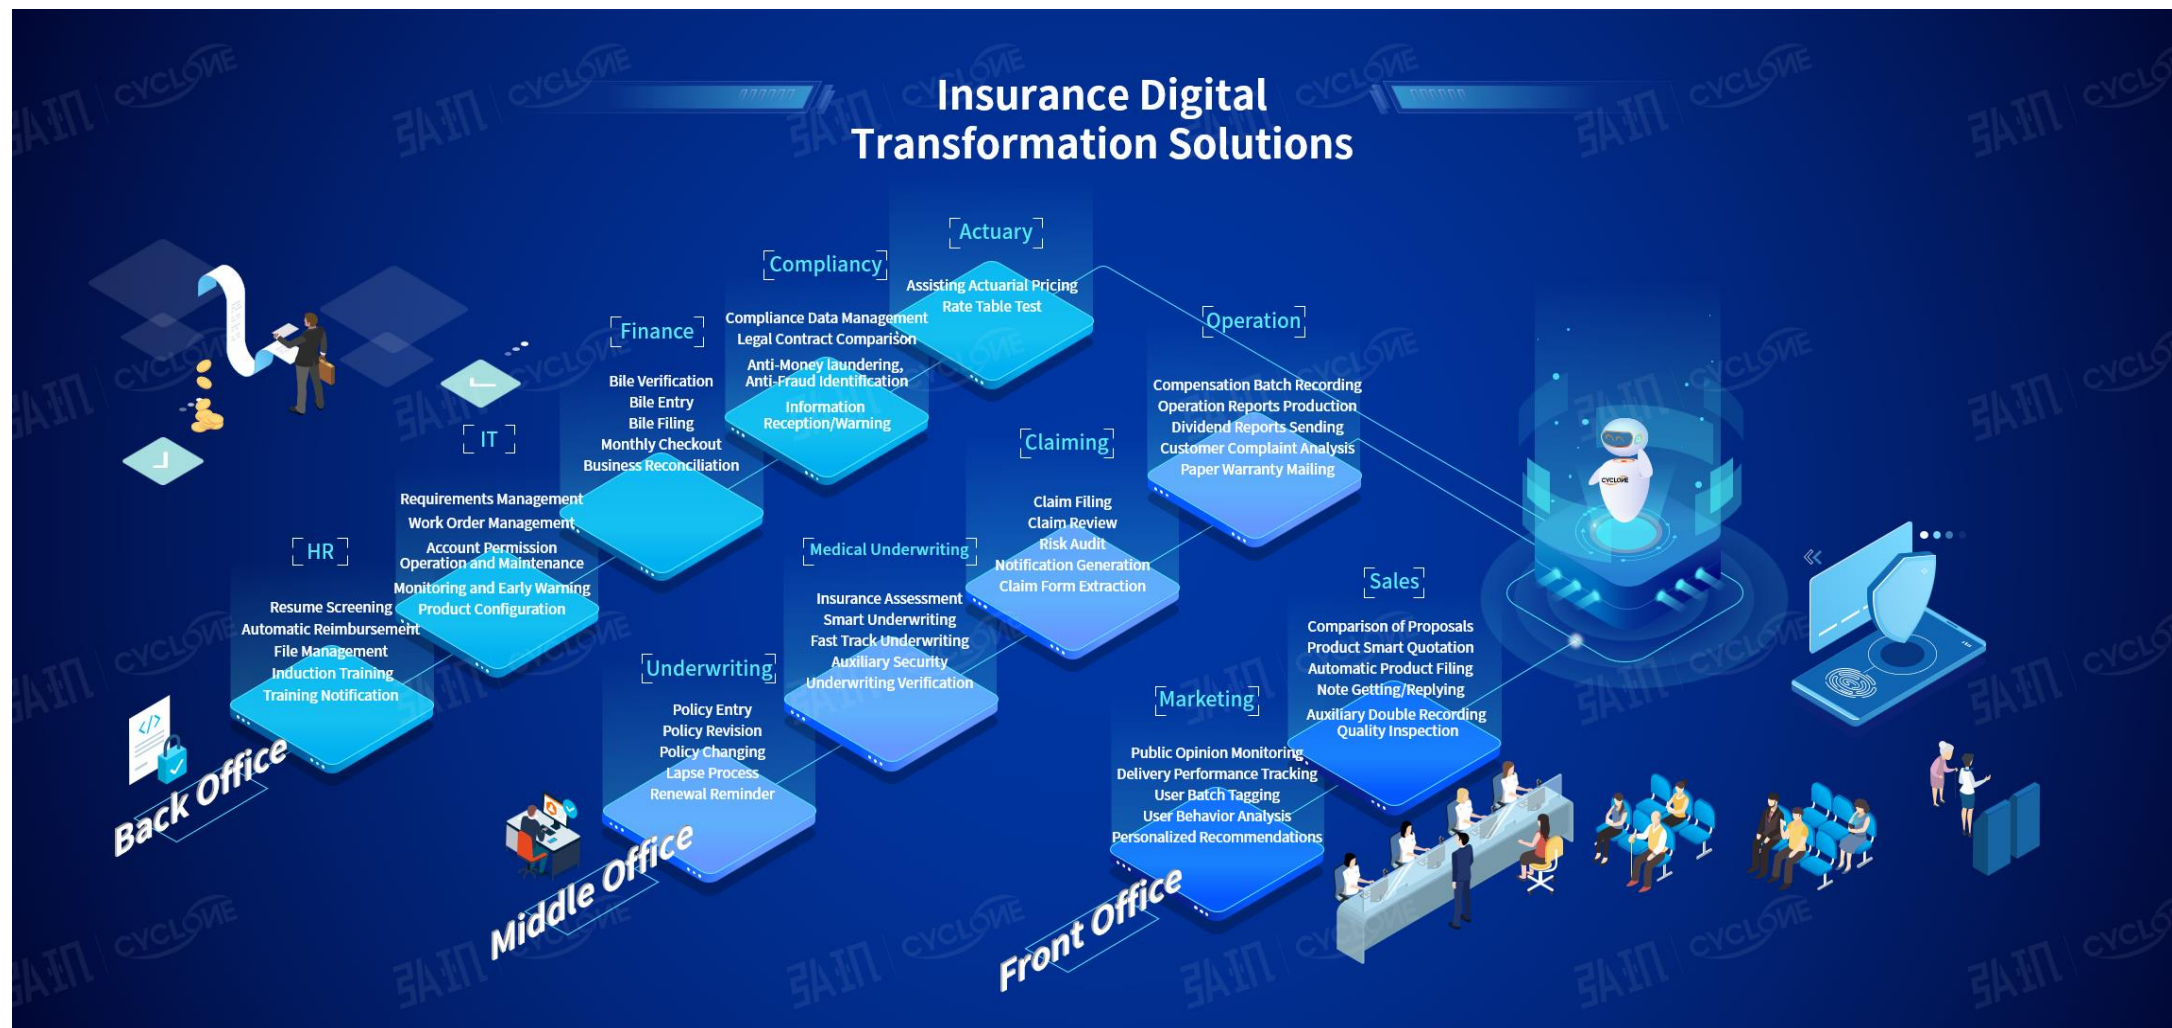 Insurance Digital
Transformation Solutions
Actuary
Assisting Actuarial Pricing
Rate Table Test
Compliancy
Compliance Data Management
Legal Contract Comparison
Anti-Money laundering,
Anti-Fraud Identification
Information
Reception/Warning
Finance
Bile Verification
Bile Entry
Bile Filing
Monthly Checkout
Business Reconciliation
IT
Requirements Management
Work Order Management
Account Permission
Operation and Maintenance
Monitoring and Early Warning
Product Configuration
HR
Resume Screening
Automatic Reimbursement
File Management
Induction Training
Training Notification
Back Office
Operation
Compensation Batch Recording
Operation Reports Production
Dividend Reports Sending
Customer Complaint Analysis
Paper Warranty Mailing
Claiming
Claim Filing
Claim Review
Risk Audit
Notification Generation
Claim Form Extraction
Medical Underwriting
Insurance Assessment
Smart Underwriting
Fast Track Underwriting
Auxiliary Security
Underwriting Verification
Underwriting
Policy Entry
Policy Revision
Policy Changing
Lapse Process
Renewal Reminder
Middle Office
Sales
Comparison of Proposals
Product Smart Quotation
Automatic Product Filing
Note Getting/Replying
Auxiliary Double Recording
Quality Inspection
Marketing
Public Opinion Monitoring
Delivery Performance Tracking
User Batch Tagging
User Behavior Analysis
Personalized Recommendations
Front Office
CYCLONE